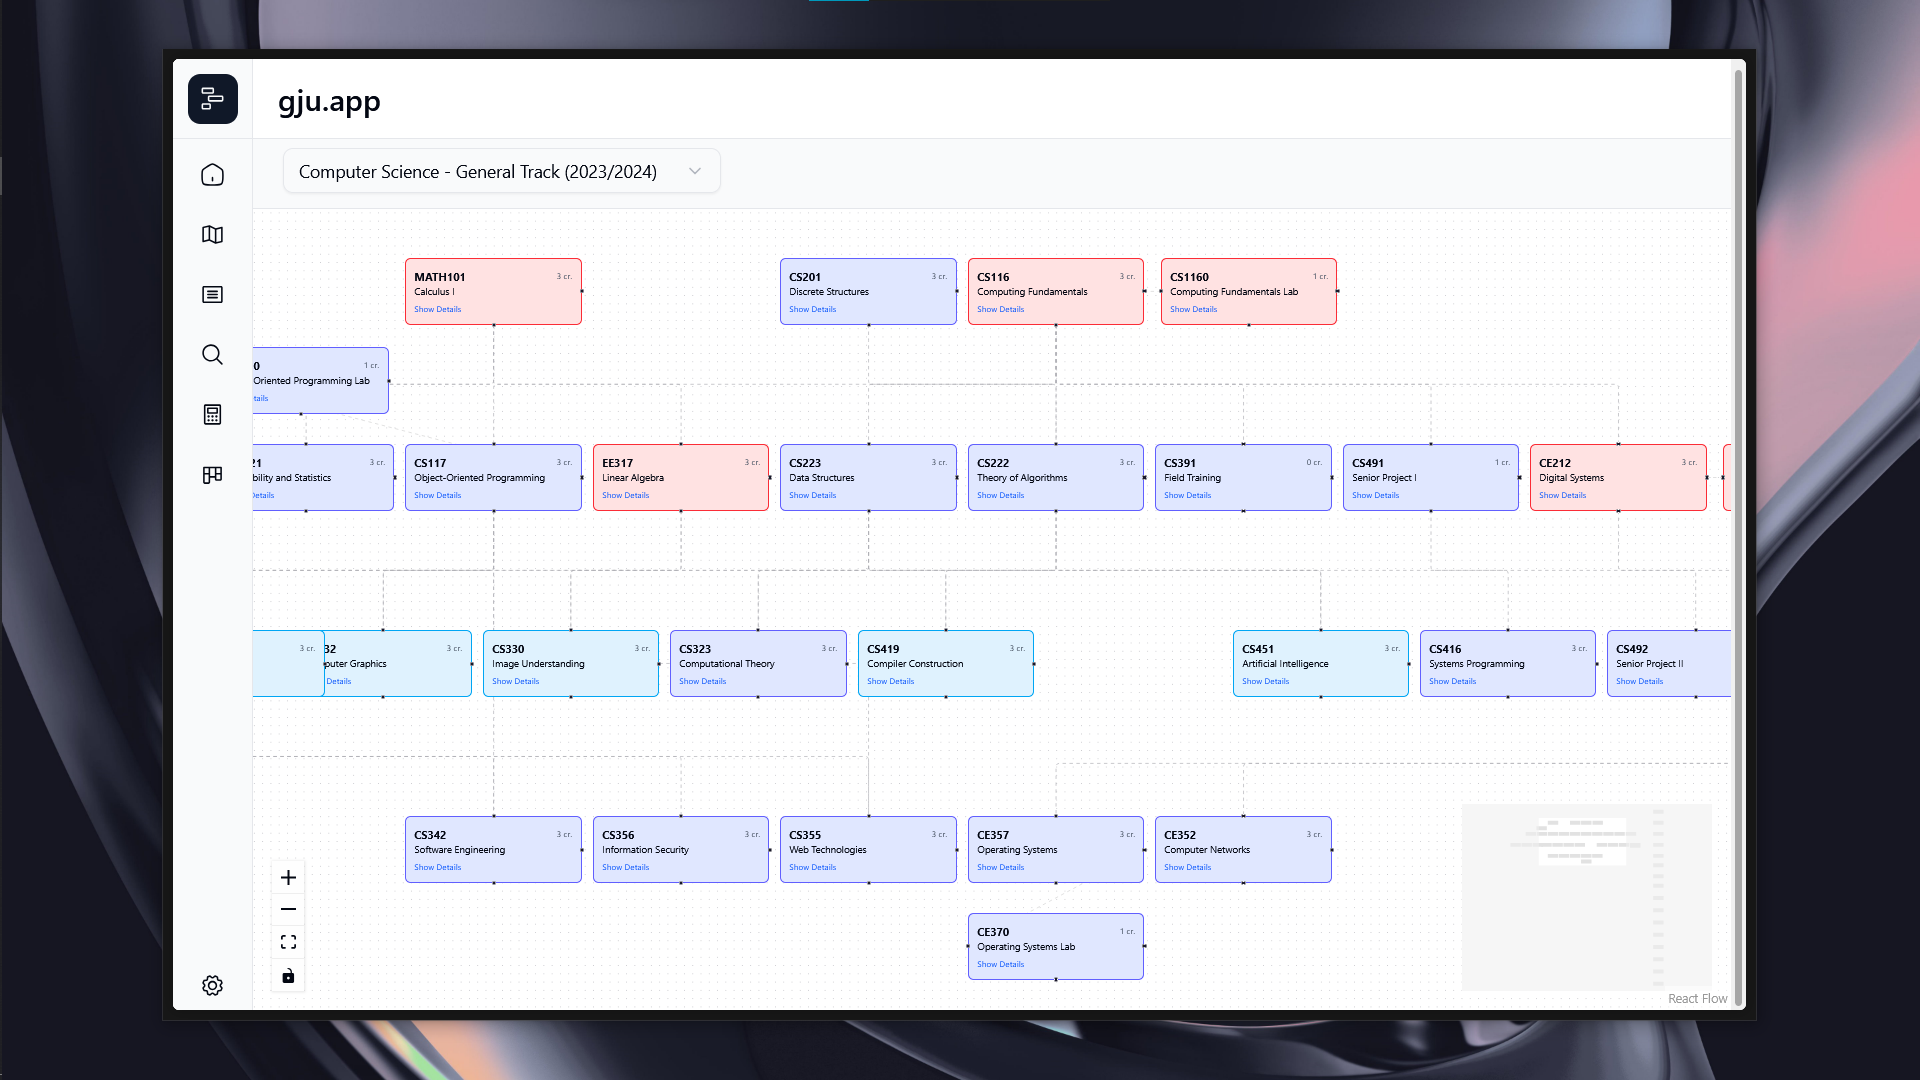 gju.app
Computer Science - General Track (2023/2024)
MATH101 3 cr.
Calculus I
Show Details
CS201 3 cr.
Discrete Structures
Show Details
CS116 3 cr.
Computing Fundamentals
Show Details
CS1160 1 cr.
Computing Fundamentals Lab
Show Details
0 1 cr.
Oriented Programming Lab
tails
21 3 cr.
bility and Statistics
Details
CS117 3 cr.
Object-Oriented Programming
Show Details
EE317 3 cr.
Linear Algebra
Show Details
CS223 3 cr.
Data Structures
Show Details
CS222 3 cr.
Theory of Algorithms
Show Details
CS391 0 cr.
Field Training
Show Details
CS491 1 cr.
Senior Project I
Show Details
CE212 3 cr.
Digital Systems
Show Details
3 cr.
32 3 cr.
puter Graphics
Details
CS330 3 cr.
Image Understanding
Show Details
CS323 3 cr.
Computational Theory
Show Details
CS419 3 cr.
Compiler Construction
Show Details
CS451 3 cr.
Artificial Intelligence
Show Details
CS416 3 cr.
Systems Programming
Show Details
CS492
Senior Project II
Show Details
CS342 3 cr.
Software Engineering
Show Details
CS356 3 cr.
Information Security
Show Details
CS355 3 cr.
Web Technologies
Show Details
CE357 3 cr.
Operating Systems
Show Details
CE352 3 cr.
Computer Networks
Show Details
CE370 1 cr.
Operating Systems Lab
Show Details
React Flow